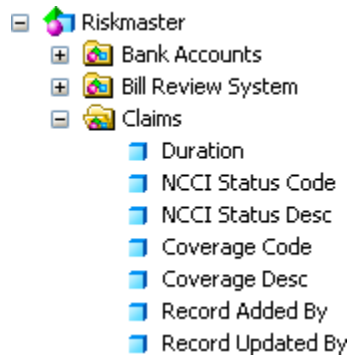 Riskmaster
Bank Accounts
Bill Review System
Claims
Duration
NCCI Status Code
NCCI Status Desc
Coverage Code
Coverage Desc
Record Added By
Record Updated By